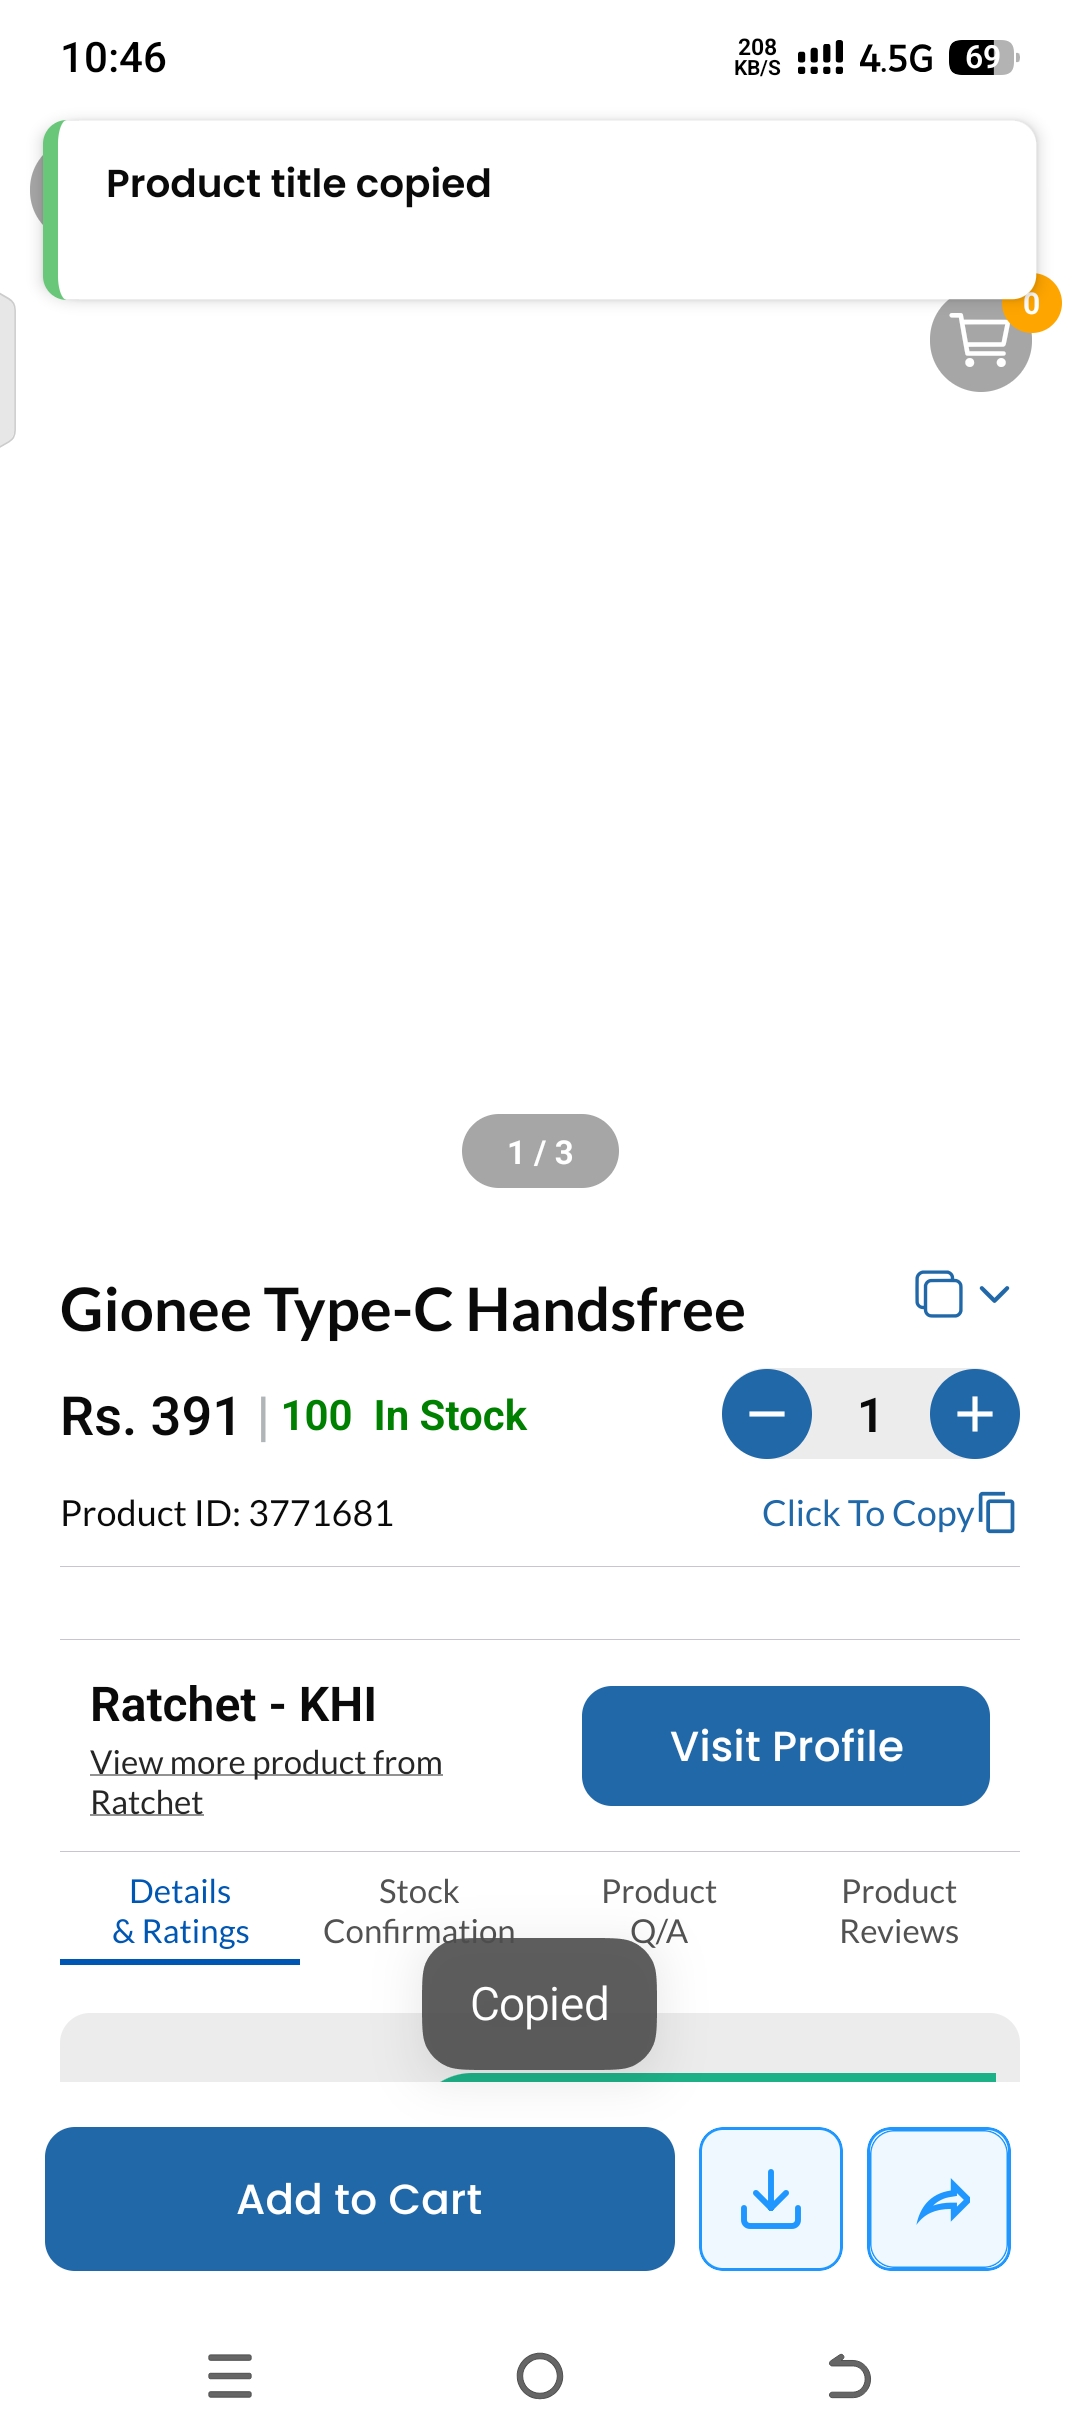 10:46
208
KB/S
4.5G
69
Product title copied
0
1 / 3
Gionee Type-C Handsfree
Rs. 391
100 In Stock
1
Product ID: 3771681
Click To Copy
Ratchet - KHI
View more product from
Ratchet
Visit Profile
Details
& Ratings
Stock
Confirmation
Product
Q/A
Product
Reviews
Copied
Add to Cart